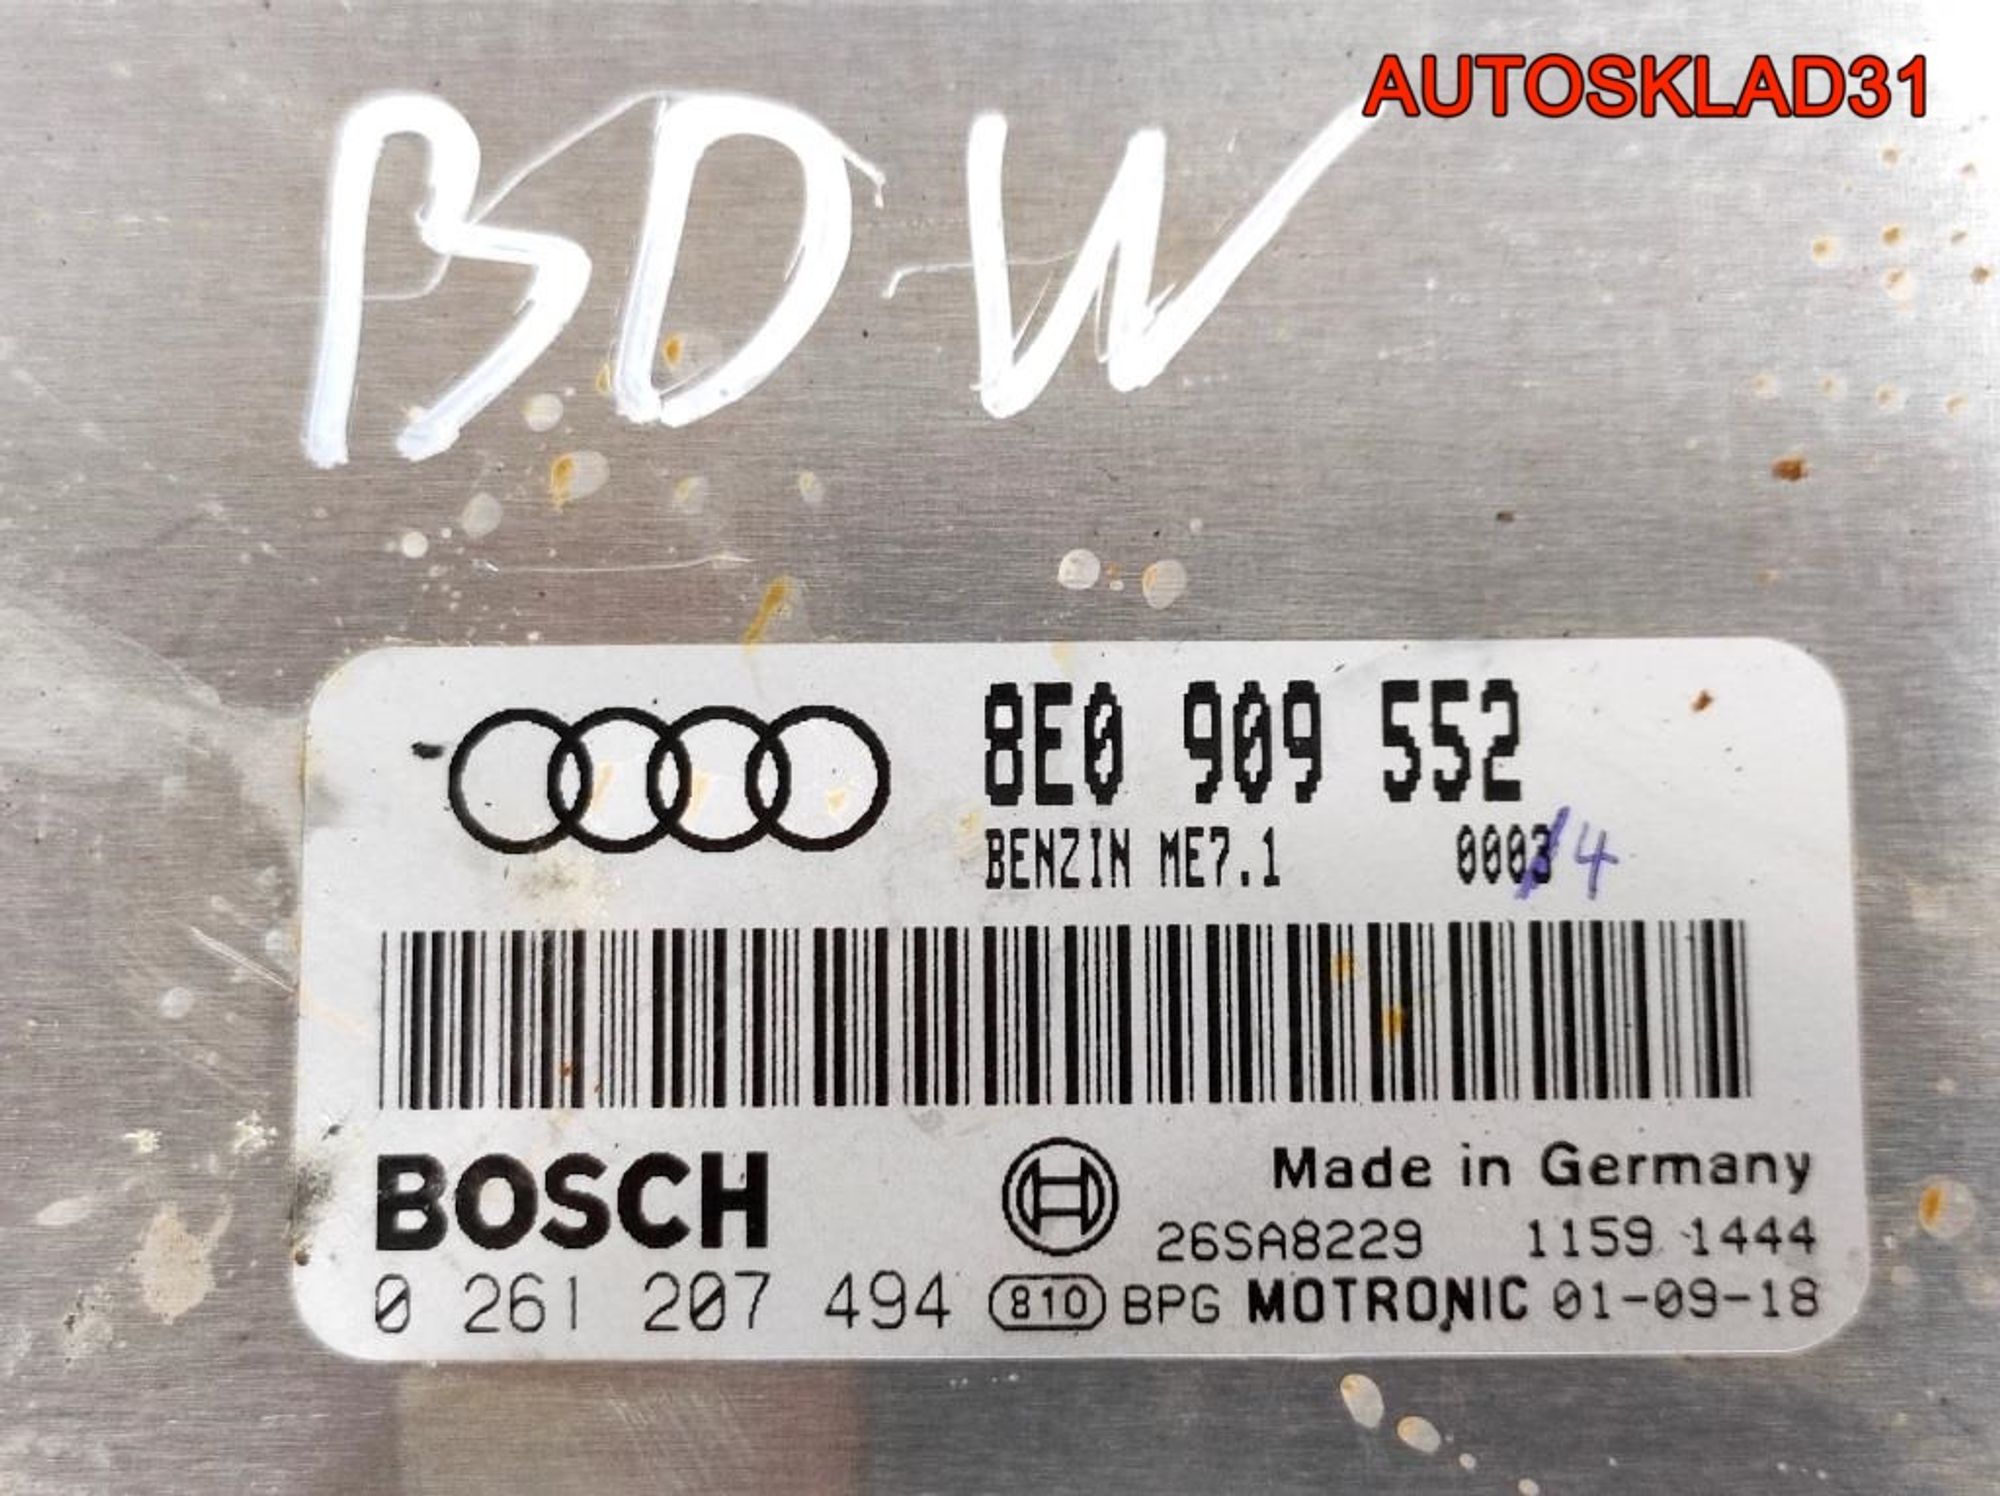 AUTOSKLAD31
BDW
8E0 909 552
BENZIN ME7.1 0003 4
BOSCH
Made in Germany
26SA8229 1159 1444
0 261 207 494 810 BPG MOTRONIC 01-09-18